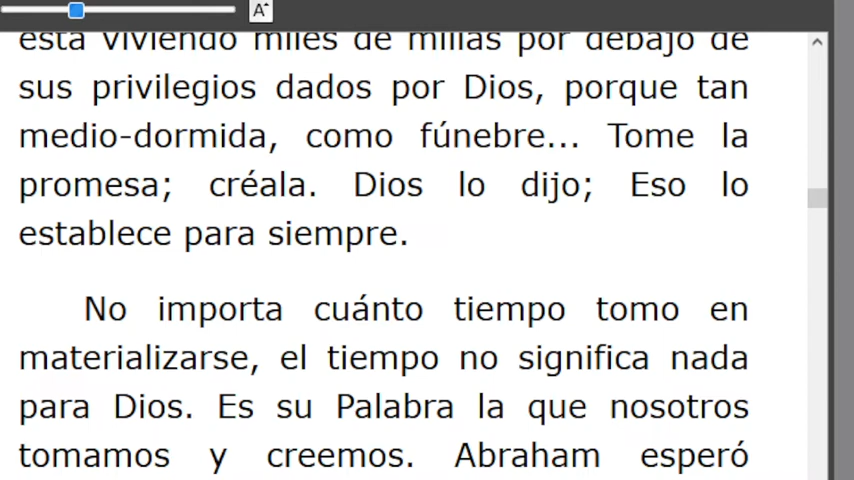 A
está viviendo miles de millas por debajo de
sus privilegios dados por Dios, porque tan
medio-dormida, como fúnebre... Tome la
promesa; créala. Dios lo dijo; Eso lo
establece para siempre.
No importa cuánto tiempo tomo en
materializarse, el tiempo no significa nada
para Dios. Es su Palabra la que nosotros
tomamos y creemos. Abraham esperó